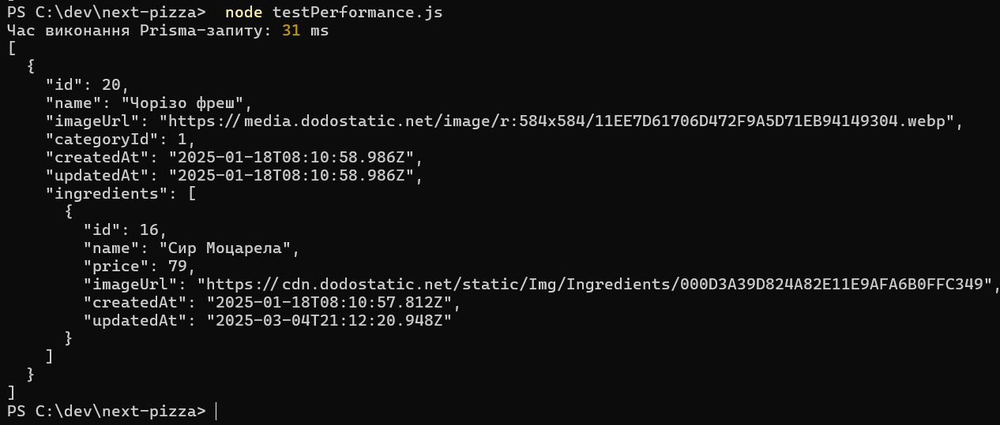 PS C:\dev\next-pizza>  node testPerformance.js
Час виконання Prisma-запиту: 31 ms
[
  {
    "id": 20,
    "name": "Чорізо фреш",
    "imageUrl": "https://media.dodostatic.net/image/r:584x584/11EE7D61706D472F9A5D71EB94149304.webp",
    "categoryId": 1,
    "createdAt": "2025-01-18T08:10:58.986Z",
    "updatedAt": "2025-01-18T08:10:58.986Z",
    "ingredients": [
      {
        "id": 16,
        "name": "Сир Моцарела",
        "price": 79,
        "imageUrl": "https://cdn.dodostatic.net/static/Img/Ingredients/000D3A39D824A82E11E9AFA6B0FFC349",
        "createdAt": "2025-01-18T08:10:57.812Z",
        "updatedAt": "2025-03-04T21:12:20.948Z"
      }
    ]
  }
]
PS C:\dev\next-pizza>